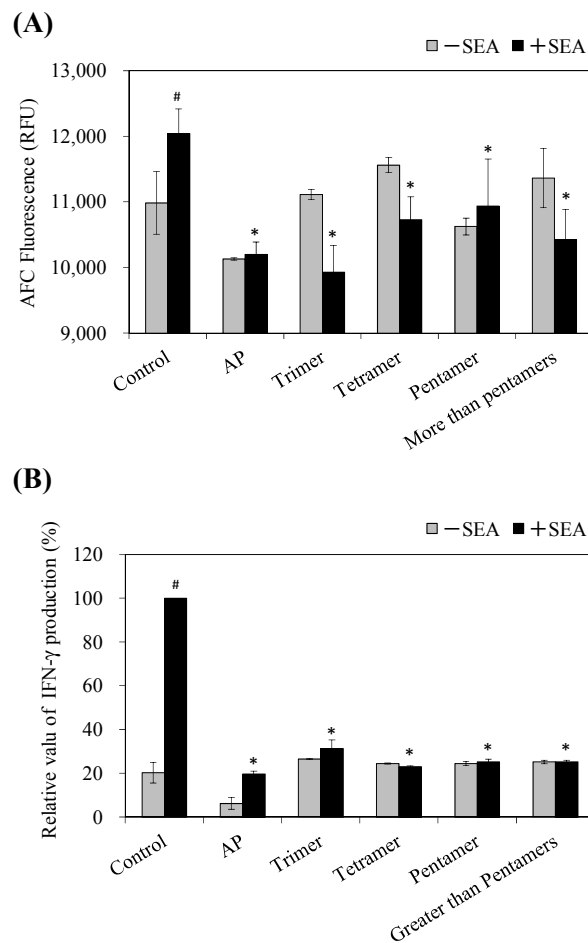 (A)
−SEA +SEA
13,000
#
12,000
AFC Fluorescence (RFU)
*
*
*
*
*
11,000
10,000
9,000
Control
AP
Trimer
Tetramer
Pentamer
More than pentamers
(B)
−SEA +SEA
120
#
100
Relative valu of IFN-γ production (%)
80
60
40
*
*
*
*
*
20
0
Control
AP
Trimer
Tetramer
Pentamer
Greater than Pentamers